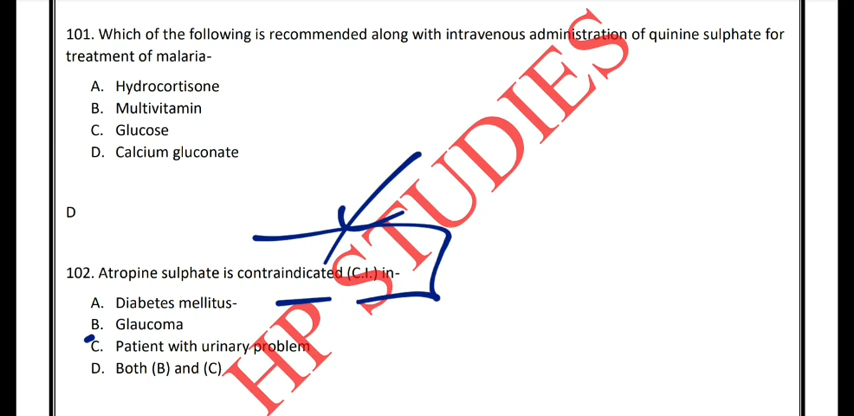 101. Which of the following is recommended along with intravenous administration of quinine sulphate for
treatment of malaria-
A. Hydrocortisone
B. Multivitamin
C. Glucose
D. Calcium gluconate
D
102. Atropine sulphate is contraindicated (C.I.) in-
A. Diabetes mellitus-
B. Glaucoma
C. Patient with urinary problem
D. Both (B) and (C)
HP STUDIES